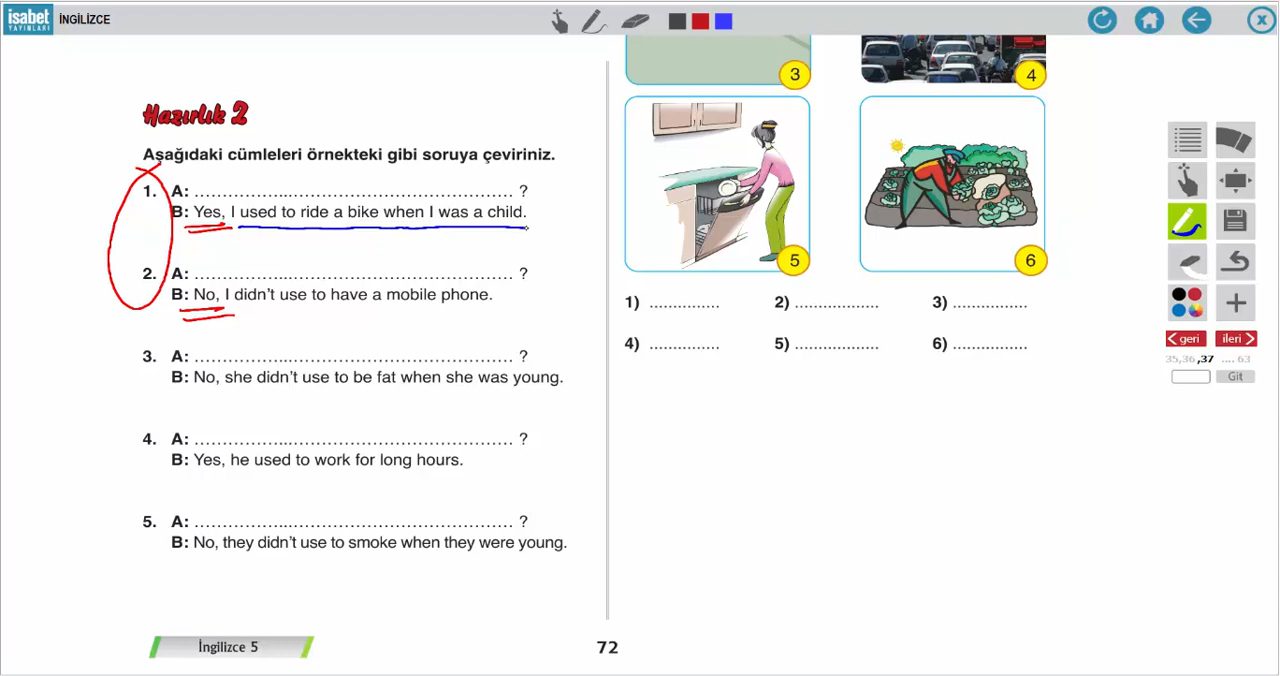 isabet
YAYINLARI
İNGİLİZCE
Hazırlık 2
Aşağıdaki cümleleri örnekteki gibi soruya çeviriniz.
1. A: ……………………………………………… ?
B: Yes, I used to ride a bike when I was a child.
2. A: ……………...………………………………… ?
B: No, I didn't use to have a mobile phone.
3. A: ……………...………………………………… ?
B: No, she didn't use to be fat when she was young.
4. A: ……………...………………………………… ?
B: Yes, he used to work for long hours.
5. A: ……………...………………………………… ?
B: No, they didn't use to smoke when they were young.
3
4
5
6
1) ..............
2) .................
3) ...............
4) ..............
5) .................
6) ...............
geri ileri
35,36 ,37 .... 63
Git
İngilizce 5
72